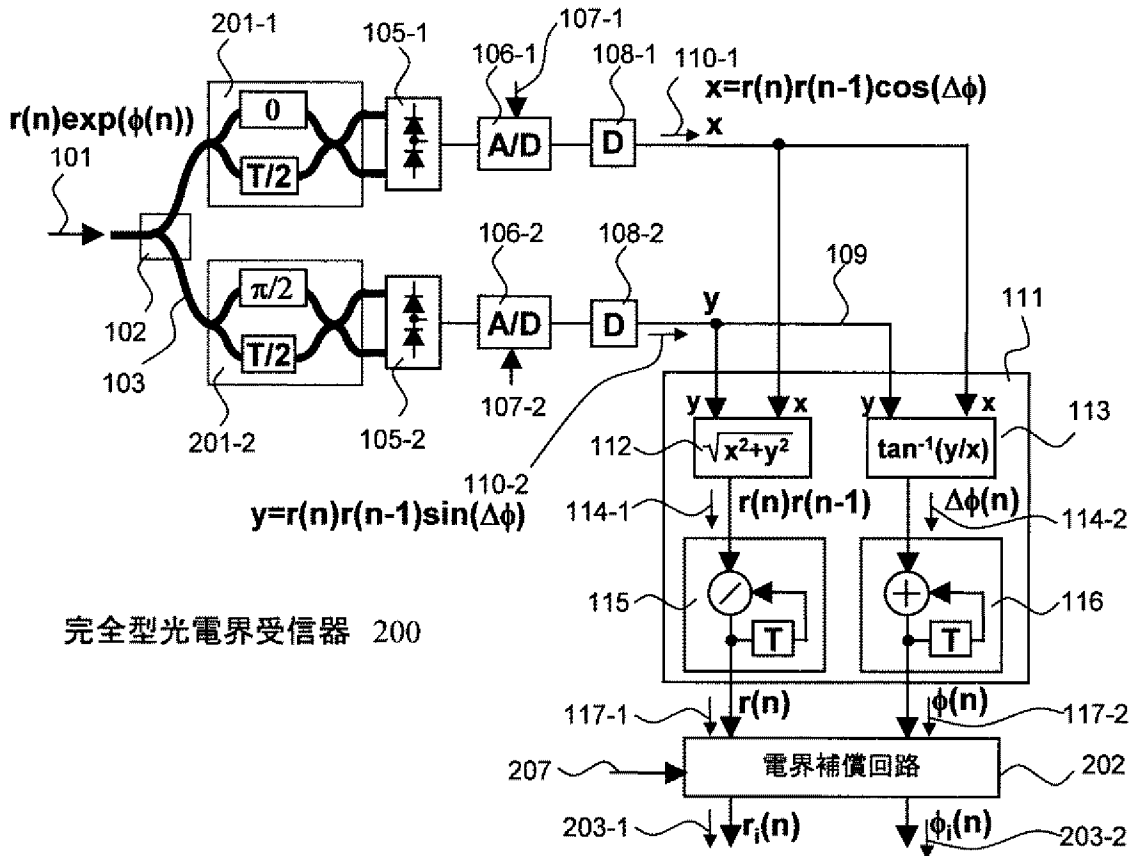 201-1
105-1
107-1
106-1
108-1
110-1
x=r(n)r(n-1)cos(Δϕ)
r(n)exp(ϕ(n))
101
0
T/2
A/D
D
x
102
103
π/2
T/2
106-2
108-2
109
y
A/D
D
111
201-2
105-2
107-2
110-2
y=r(n)r(n-1)sin(Δϕ)
y
x
y
x
112
√x²+y²
tan⁻¹(y/x)
113
114-1
r(n)r(n-1)
Δϕ(n)
114-2
115
T
T
116
完全型光電界受信器 200
117-1
r(n)
ϕ(n)
117-2
207
電界補償回路
202
203-1
rᵢ(n)
ϕᵢ(n)
203-2